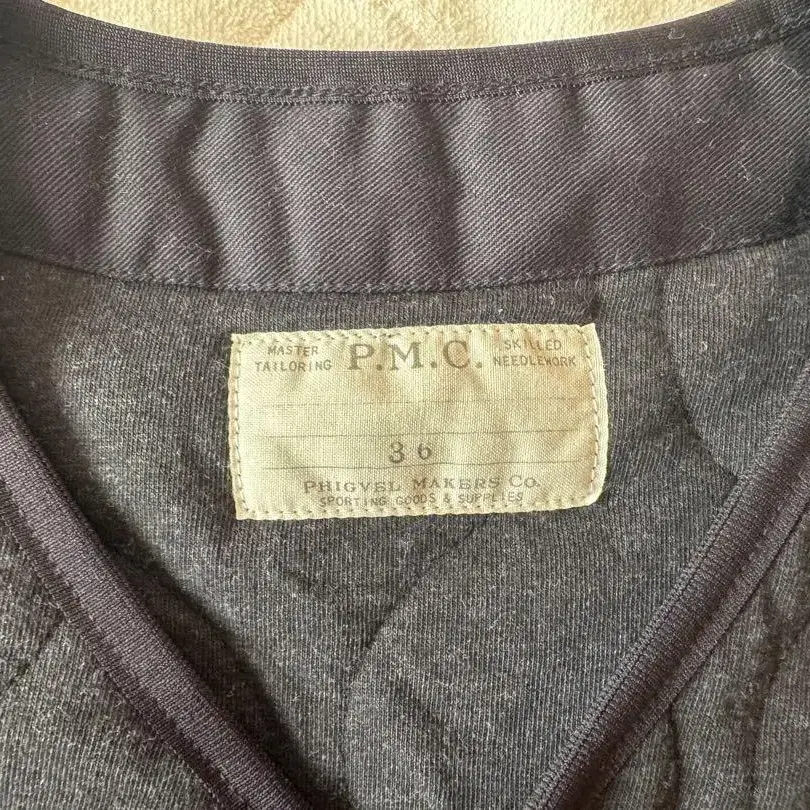 MASTER TAILORING P.M.C. SKILLED NEEDLEWORK
36
PHIGVEL MAKERS CO.
SPORTING GOODS & SUPPLIES